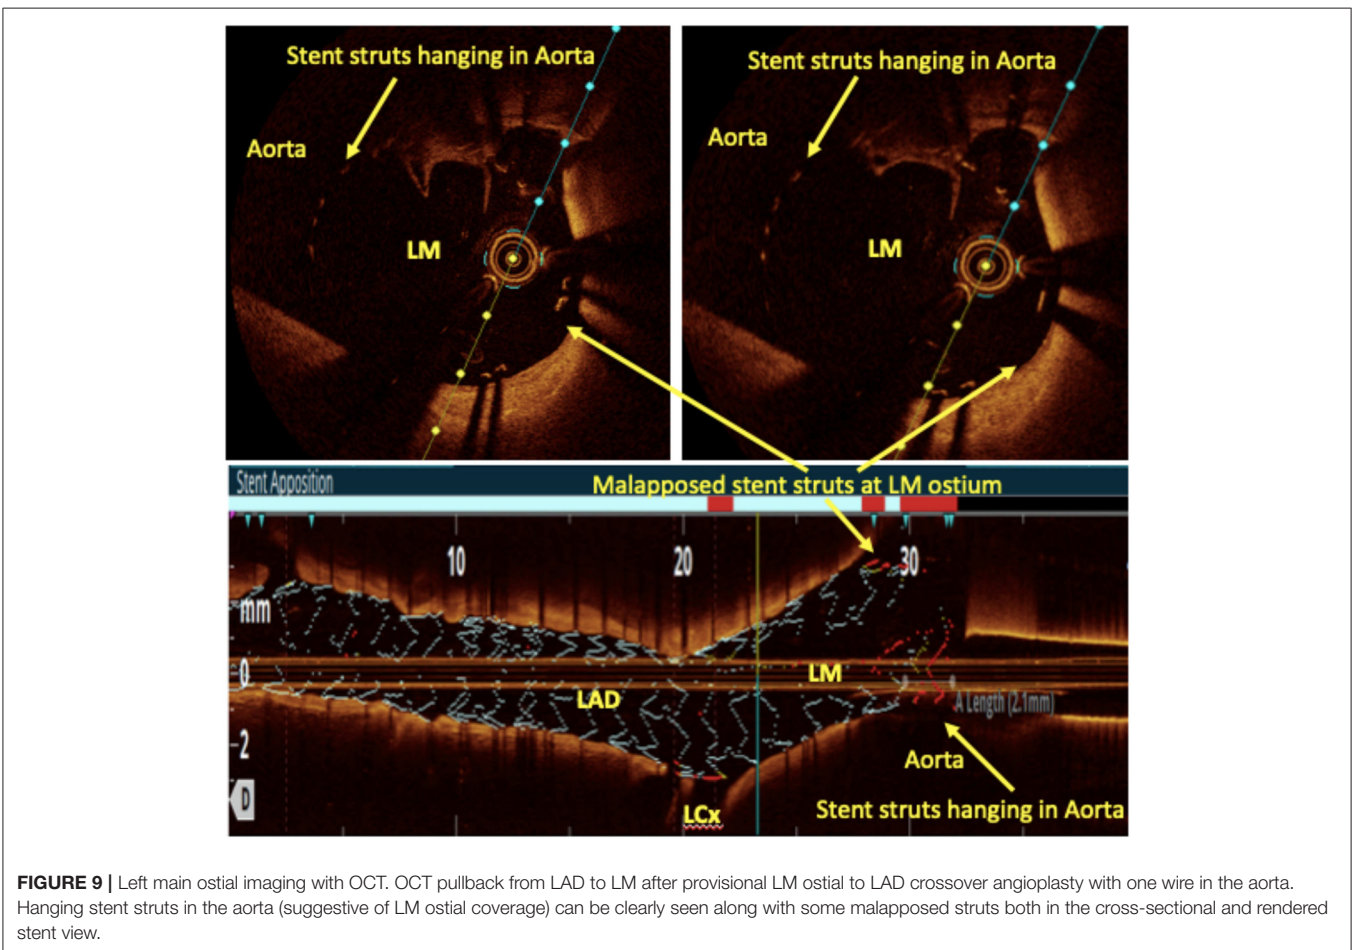 Stent struts hanging in Aorta
Stent struts hanging in Aorta
Aorta
Aorta
LM
LM
Stent Apposition
Malapposed stent struts at LM ostium
10
20
30
mm
0
LM
LAD
A Length (2.1mm)
2
Aorta
D
Stent struts hanging in Aorta
LCx
FIGURE 9 | Left main ostial imaging with OCT. OCT pullback from LAD to LM after provisional LM ostial to LAD crossover angioplasty with one wire in the aorta.
Hanging stent struts in the aorta (suggestive of LM ostial coverage) can be clearly seen along with some malapposed struts both in the cross-sectional and rendered
stent view.